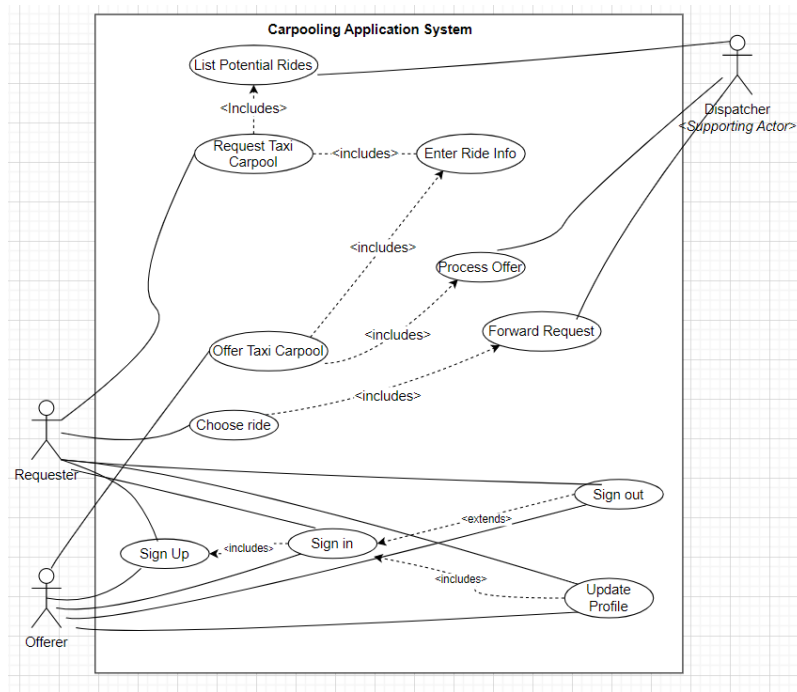 Carpooling Application System
List Potential Rides
Dispatcher
<Supporting Actor>
<Includes>
Request Taxi
Carpool
<includes>
Enter Ride Info
<includes>
Process Offer
<includes>
Forward Request
Offer Taxi Carpool
<includes>
Choose ride
Requester
Sign out
<extends>
Sign in
<includes>
Sign Up
<includes>
Update
Profile
Offerer